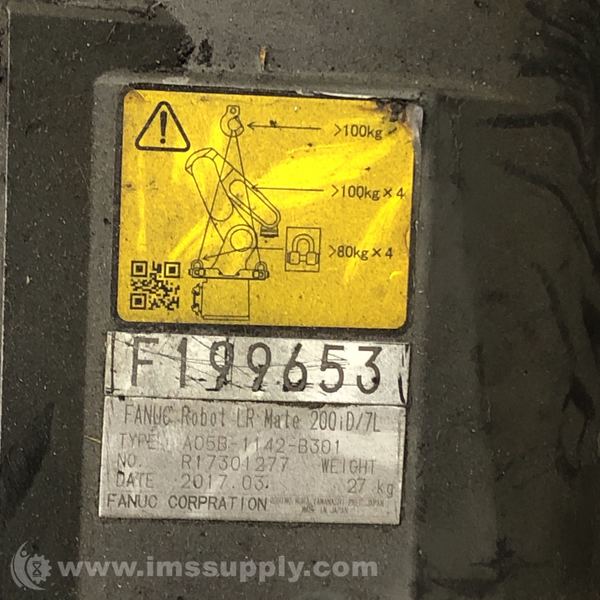 >100kg
>100kg×4
>80kg×4
F199653
FANUC Robot LR Mate 200iD/7L
TYPE A05B-1142-B301
NO. R17301277 WEIGHT
DATE 2017.03. 27 kg
FANUC CORPRATION
MADE IN JAPAN
www.imssupply.com